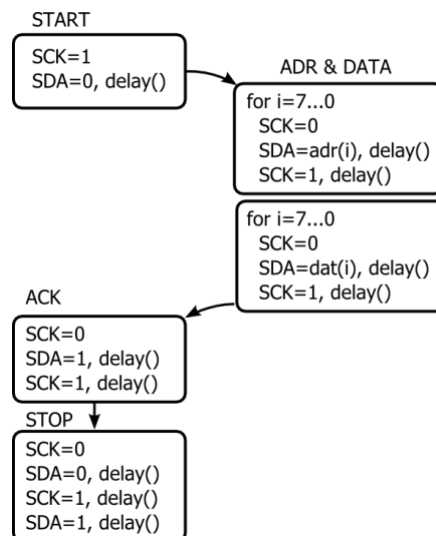 START
SCK=1
SDA=0, delay()
ADR & DATA
for i=7...0
SCK=0
SDA=adr(i), delay()
SCK=1, delay()
for i=7...0
SCK=0
SDA=dat(i), delay()
SCK=1, delay()
ACK
SCK=0
SDA=1, delay()
SCK=1, delay()
STOP
SCK=0
SDA=0, delay()
SCK=1, delay()
SDA=1, delay()